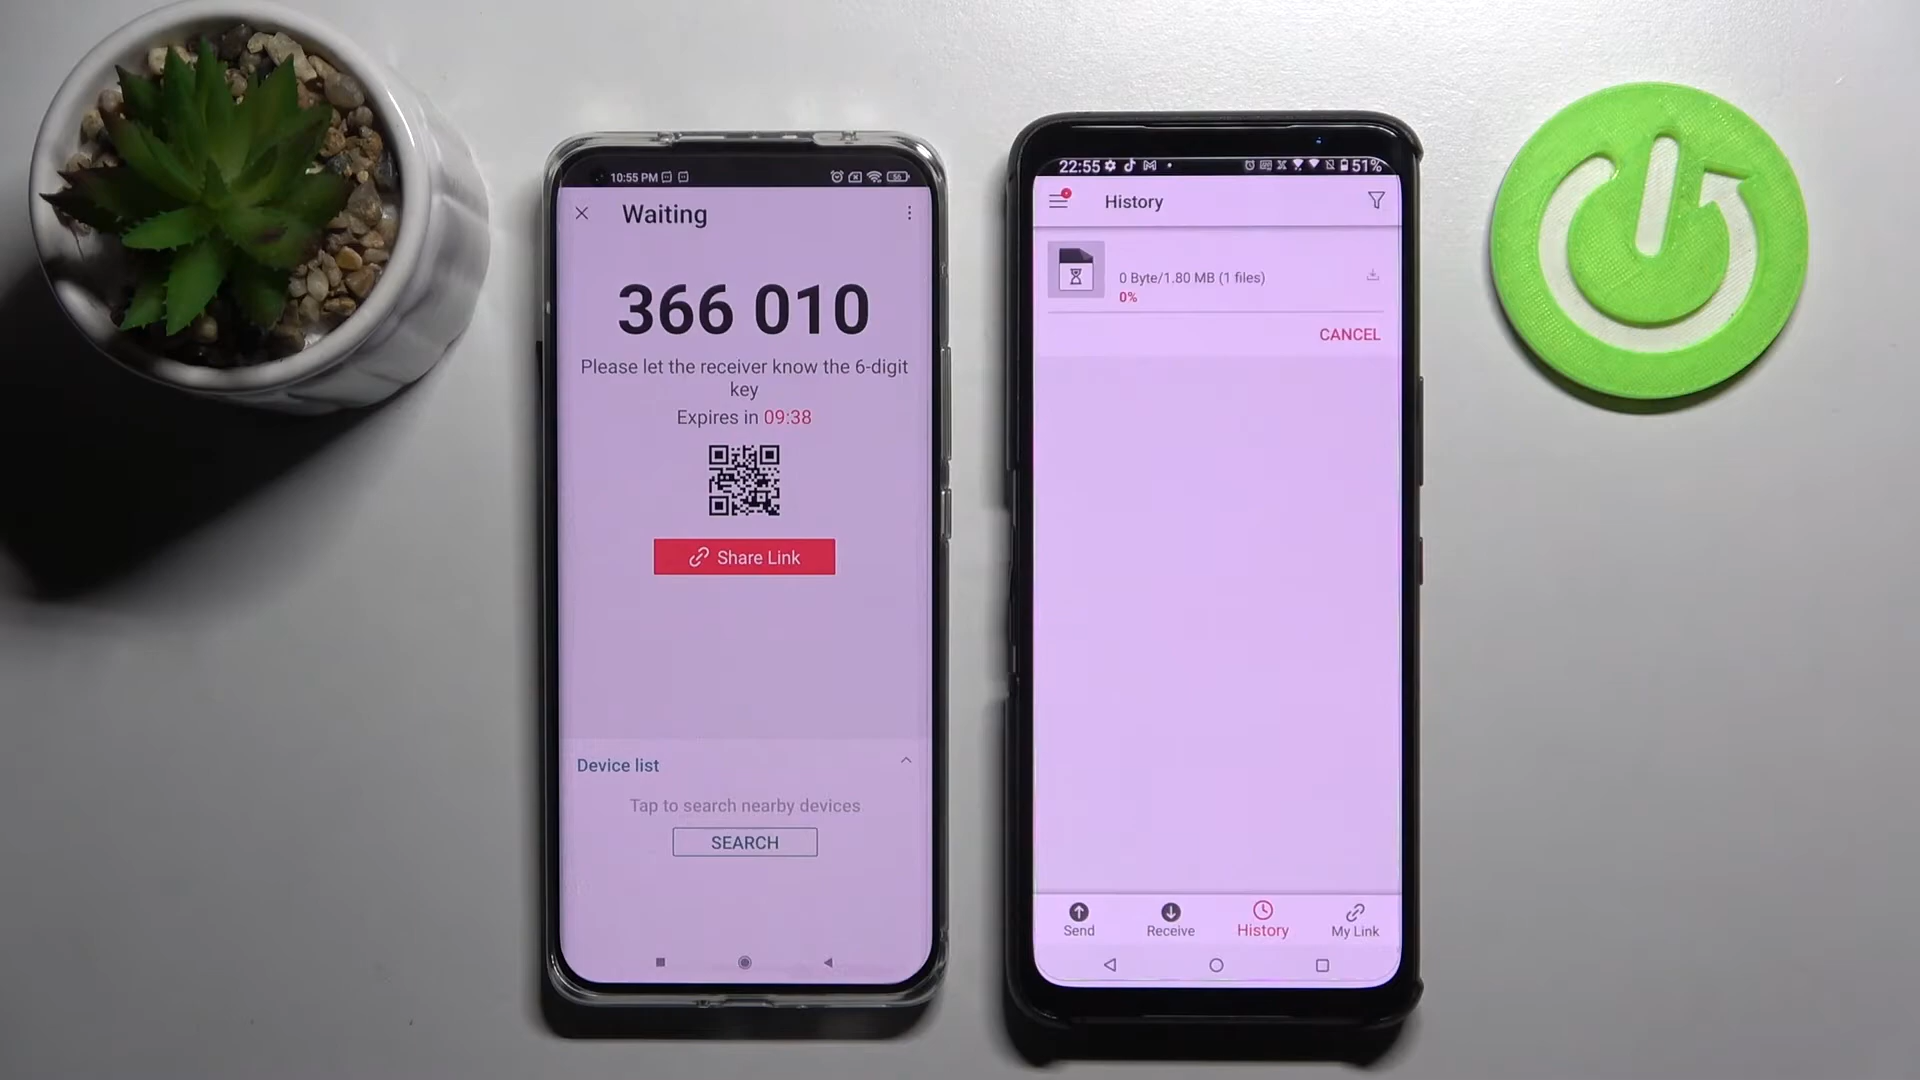 10:55 PM
Waiting
366 010
Please let the receiver know the 6-digit
key
Expires in 09:38
Share Link
Device list
Tap to search nearby devices
SEARCH
22:55
51%
History
0 Byte/1.80 MB (1 files)
0%
CANCEL
Send
Receive
History
My Link